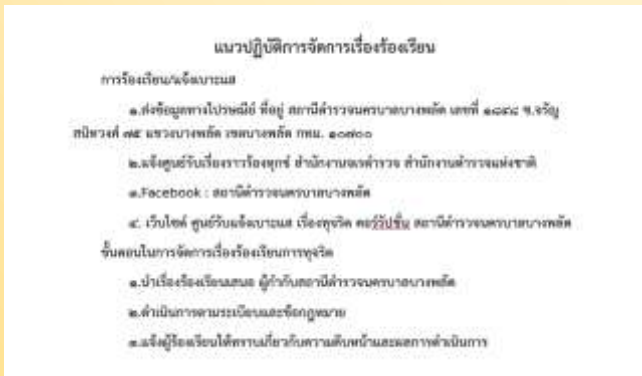 แนวปฏิบัติการจัดการเรื่องร้องเรียน
การร้องเรียน/แจ้งเบาะแส
๑.ส่งข้อมูลทางไปรษณีย์ ที่อยู่ สถานีตำรวจนครบาลบางพลัด เลขที่ ๑๘๙๘ ซ.จรัญ
สนิทวงศ์ ๗๕ แขวงบางพลัด เขตบางพลัด กทม. ๑๐๗๐๐
๒.แจ้งศูนย์รับเรื่องราวร้องทุกข์ สำนักงานจเรตำรวจ สำนักงานตำรวจแห่งชาติ
๓.Facebook : สถานีตำรวจนครบาลบางพลัด
๔. เว็บไซต์ ศูนย์รับแจ้งเบาะแส เรื่องทุจริต คอร์วัปชั่น สถานีตำรวจนครบาลบางพลัด
ขั้นตอนในการจัดการเรื่องร้องเรียนการทุจริต
๑.นำเรื่องร้องเรียนเสนอ ผู้กำกับสถานีตำรวจนครบาลบางพลัด
๒.ดำเนินการตามระเบียบและข้อกฎหมาย
๓.แจ้งผู้ร้องเรียนได้ทราบเกี่ยวกับความคืบหน้าและผลการดำเนินการ